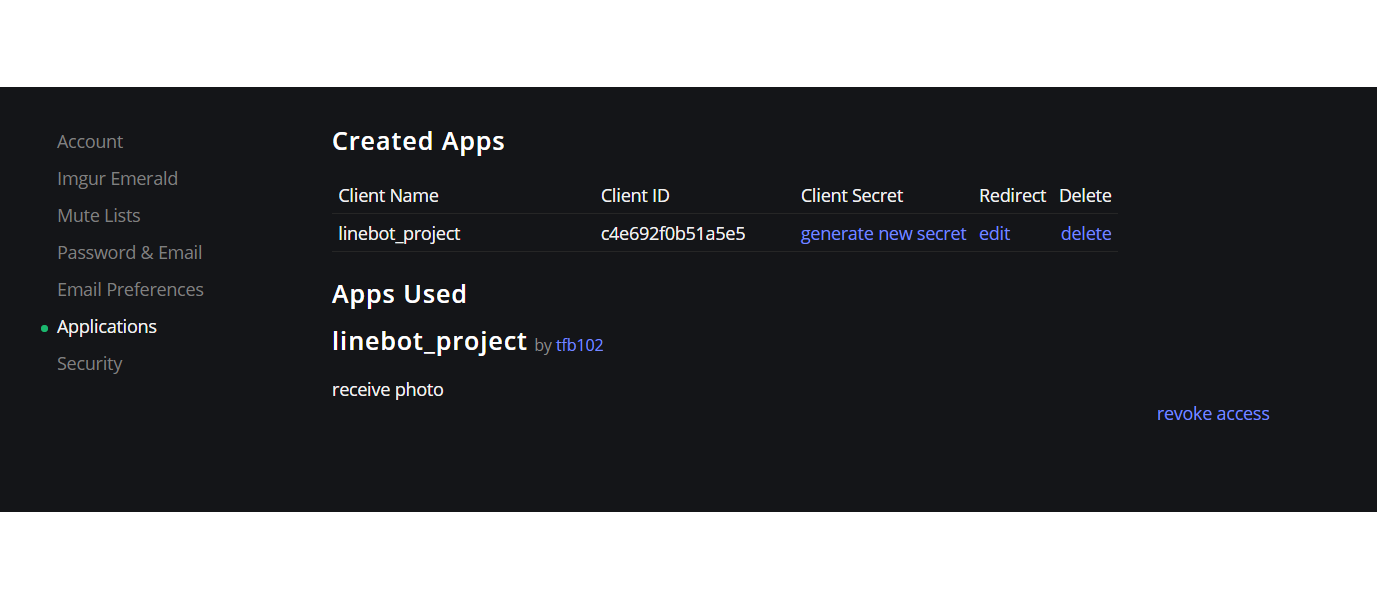 Account
Imgur Emerald
Mute Lists
Password & Email
Email Preferences
Applications
Security
Created Apps
Client Name Client ID Client Secret Redirect Delete
linebot_project c4e692f0b51a5e5 generate new secret edit delete
Apps Used
linebot_project by tfb102
receive photo
revoke access